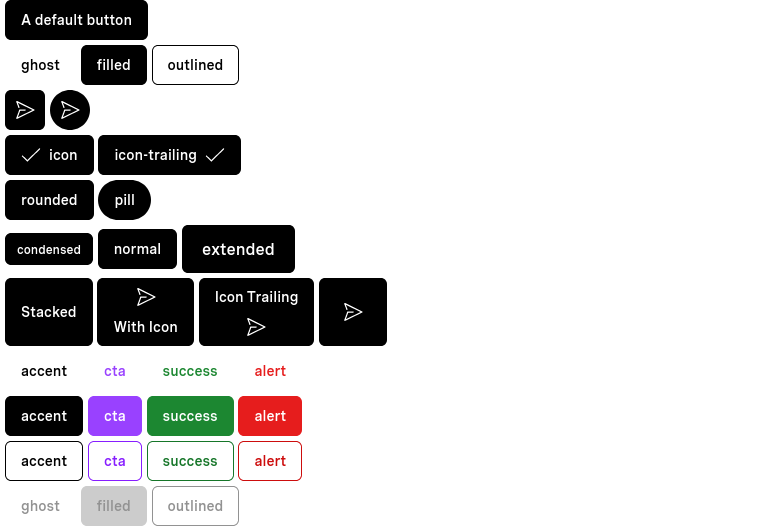 A default button
ghost filled outlined
icon icon-trailing
rounded pill
condensed normal extended
Stacked With Icon Icon Trailing
accent cta success alert
accent cta success alert
accent cta success alert
ghost filled outlined